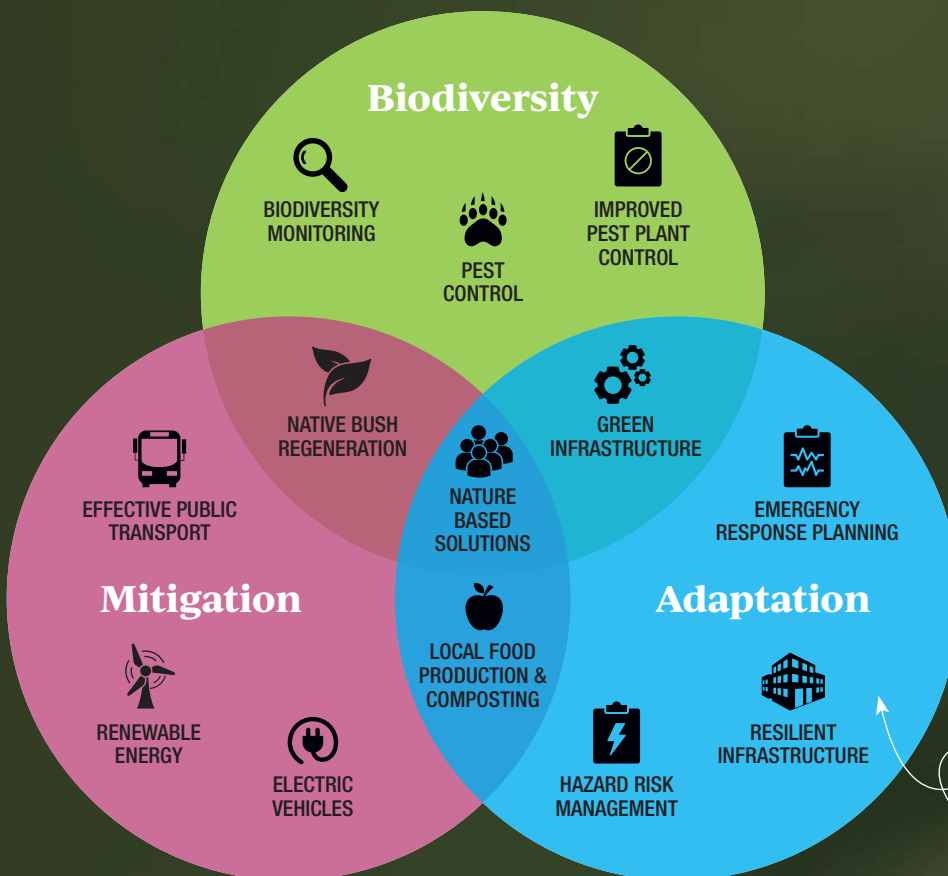 Biodiversity
BIODIVERSITY
MONITORING
PEST
CONTROL
IMPROVED
PEST PLANT
CONTROL
NATIVE BUSH
REGENERATION
GREEN
INFRASTRUCTURE
NATURE
BASED
SOLUTIONS
EFFECTIVE PUBLIC
TRANSPORT
EMERGENCY
RESPONSE PLANNING
Mitigation
Adaptation
LOCAL FOOD
PRODUCTION &
COMPOSTING
RENEWABLE
ENERGY
ELECTRIC
VEHICLES
HAZARD RISK
MANAGEMENT
RESILIENT
INFRASTRUCTURE